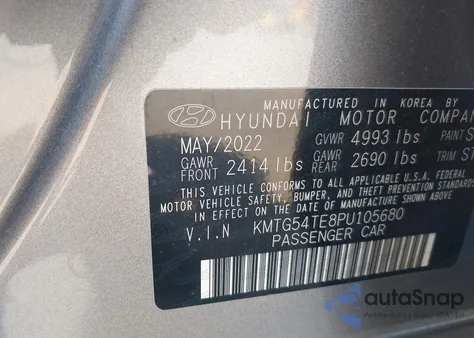 MANUFACTURED IN KOREA BY
HYUNDAI MOTOR COMPAN
MAY/2022 GVWR 4993 lbs PAINT S
GAWR FRONT 2414 lbs GAWR REAR 2690 lbs TRIM ST
THIS VEHICLE CONFORMS TO ALL APPLICABLE U.S.A. FEDERAL
MOTOR VEHICLE SAFETY, BUMPER, AND THEFT PREVENTION STANDARDS
IN EFFECT ON THE DATE OF MANUFACTURE SHOWN ABOVE.
V.I.N KMTG54TE8PU105680
PASSENGER CAR
autoSnap